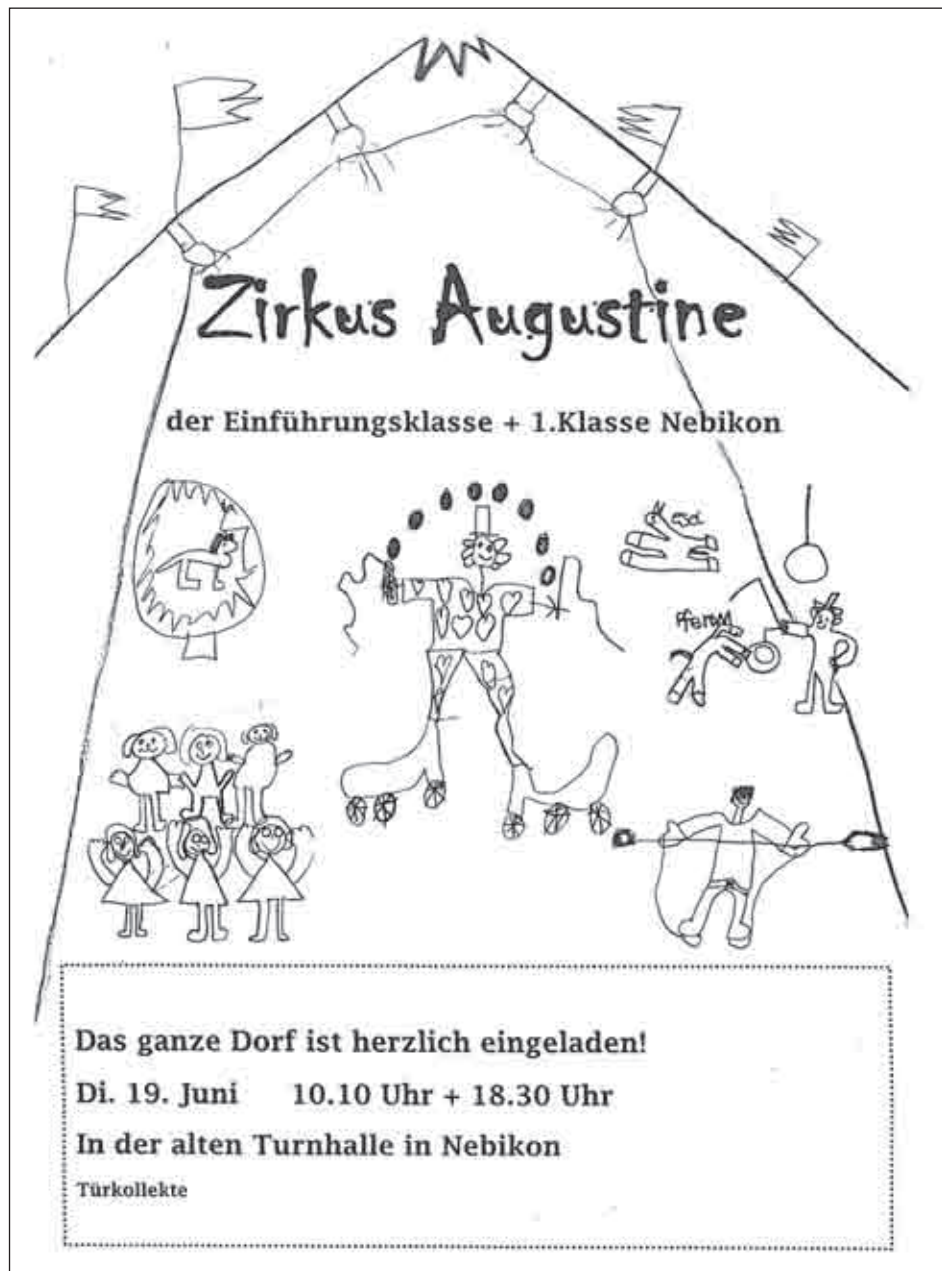 Zirkus Augustine
der Einführungsklasse + 1.Klasse Nebikon
Das ganze Dorf ist herzlich eingeladen!
Di. 19. Juni 10.10 Uhr + 18.30 Uhr
In der alten Turnhalle in Nebikon
Türkollekte